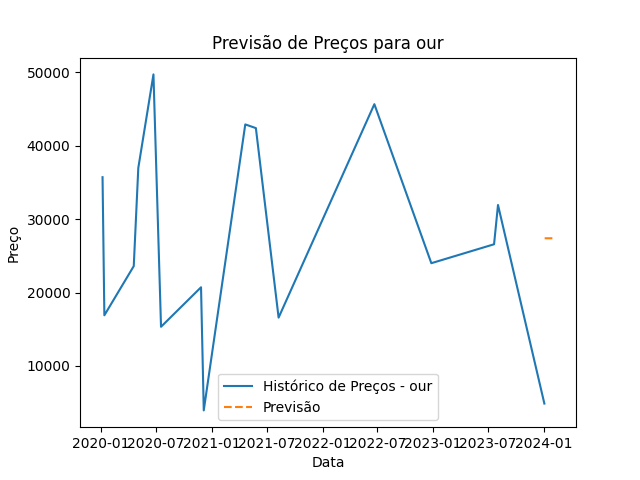 Previsão de Preços para our
Preço
50000
40000
30000
20000
10000
Histórico de Preços - our
Previsão
2020-01 2020-07 2021-01 2021-07 2022-01 2022-07 2023-01 2023-07 2024-01
Data